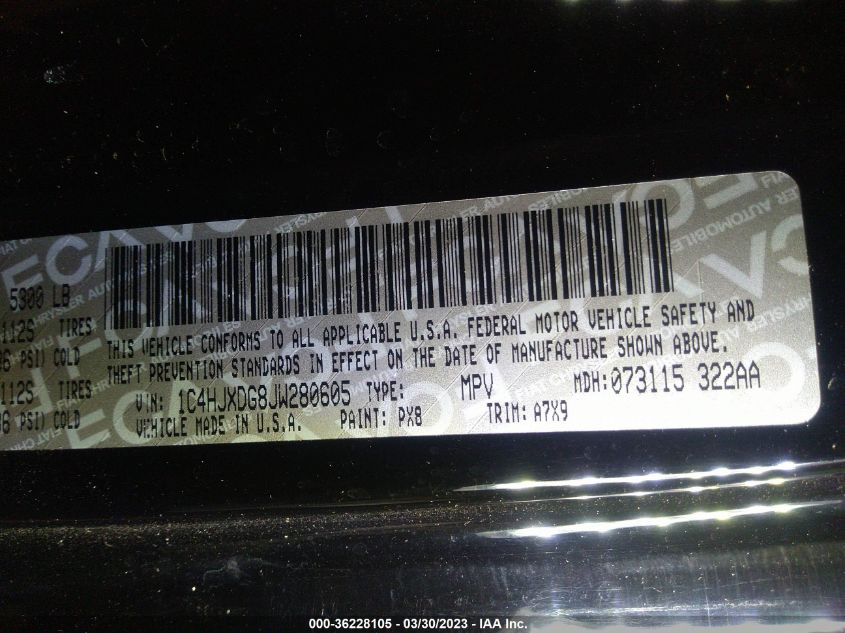 5300 LB
112S TIRES
36 PSI) COLD
112S TIRES
36 PSI) COLD
THIS VEHICLE CONFORMS TO ALL APPLICABLE U.S.A. FEDERAL MOTOR VEHICLE SAFETY AND
THEFT PREVENTION STANDARDS IN EFFECT ON THE DATE OF MANUFACTURE SHOWN ABOVE.
VIN: 1C4HJXDG8JW280605 TYPE: MPV MDH: 073115 322AA
VEHICLE MADE IN U.S.A. PAINT: PX8 TRIM: A7X9
000-36228105 - 03/30/2023 - IAA Inc.